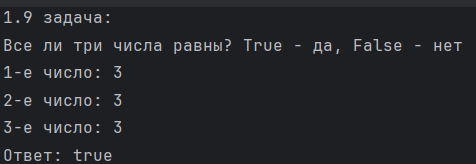 1.9 задача:
Все ли три числа равны? True - да, False - нет
1-е число: 3
2-е число: 3
3-е число: 3
Ответ: true